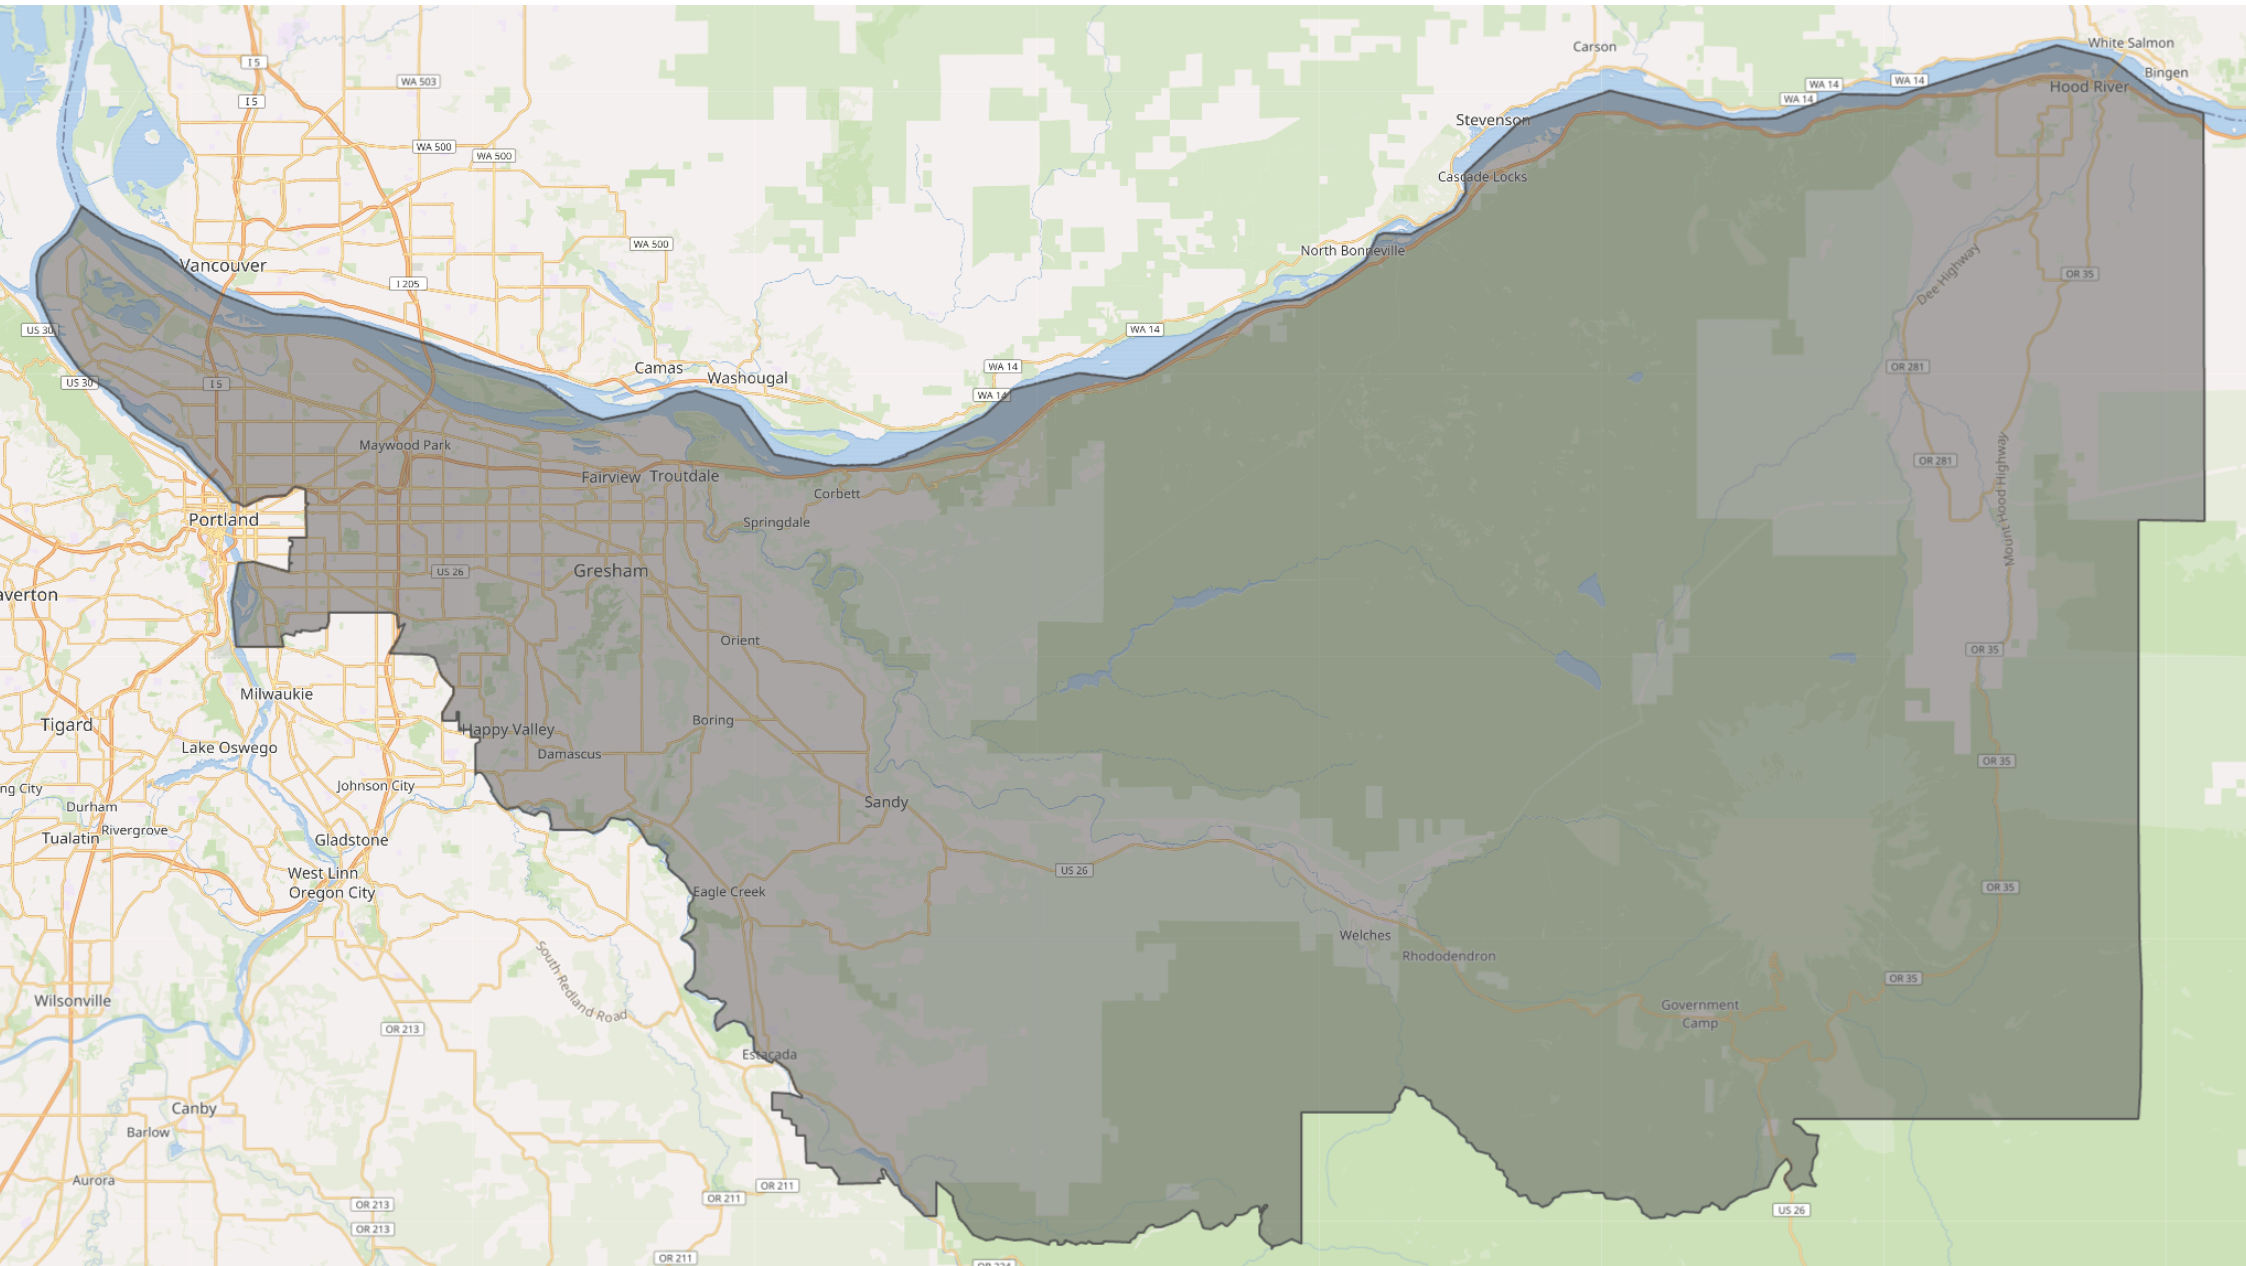 White Salmon
Carson
I 5
Bingen
WA 503
WA 14
WA 14
Hood River
I 5
WA 14
Stevenson
WA 500
WA 500
Cascade Locks
WA 500
North Bonneville
Vancouver
Dee Highway
OR 35
I 205
US 30
WA 14
Camas
WA 14
OR 281
Washougal
US 30
I 5
WA 14
Maywood Park
OR 281
Fairview
Troutdale
Corbett
Mount Hood Highway
Portland
Springdale
US 26
Gresham
averton
Orient
OR 35
Milwaukie
Tigard
Boring
Happy Valley
Lake Oswego
Damascus
OR 35
ng City
Johnson City
Durham
Sandy
Rivergrove
Tualatin
Gladstone
West Linn
US 26
Oregon City
Eagle Creek
OR 35
Welches
Rhododendron
South Redland Road
OR 35
Wilsonville
Government
Camp
OR 213
Estacada
Canby
Barlow
Aurora
OR 211
OR 211
OR 213
US 26
OR 213
OR 211